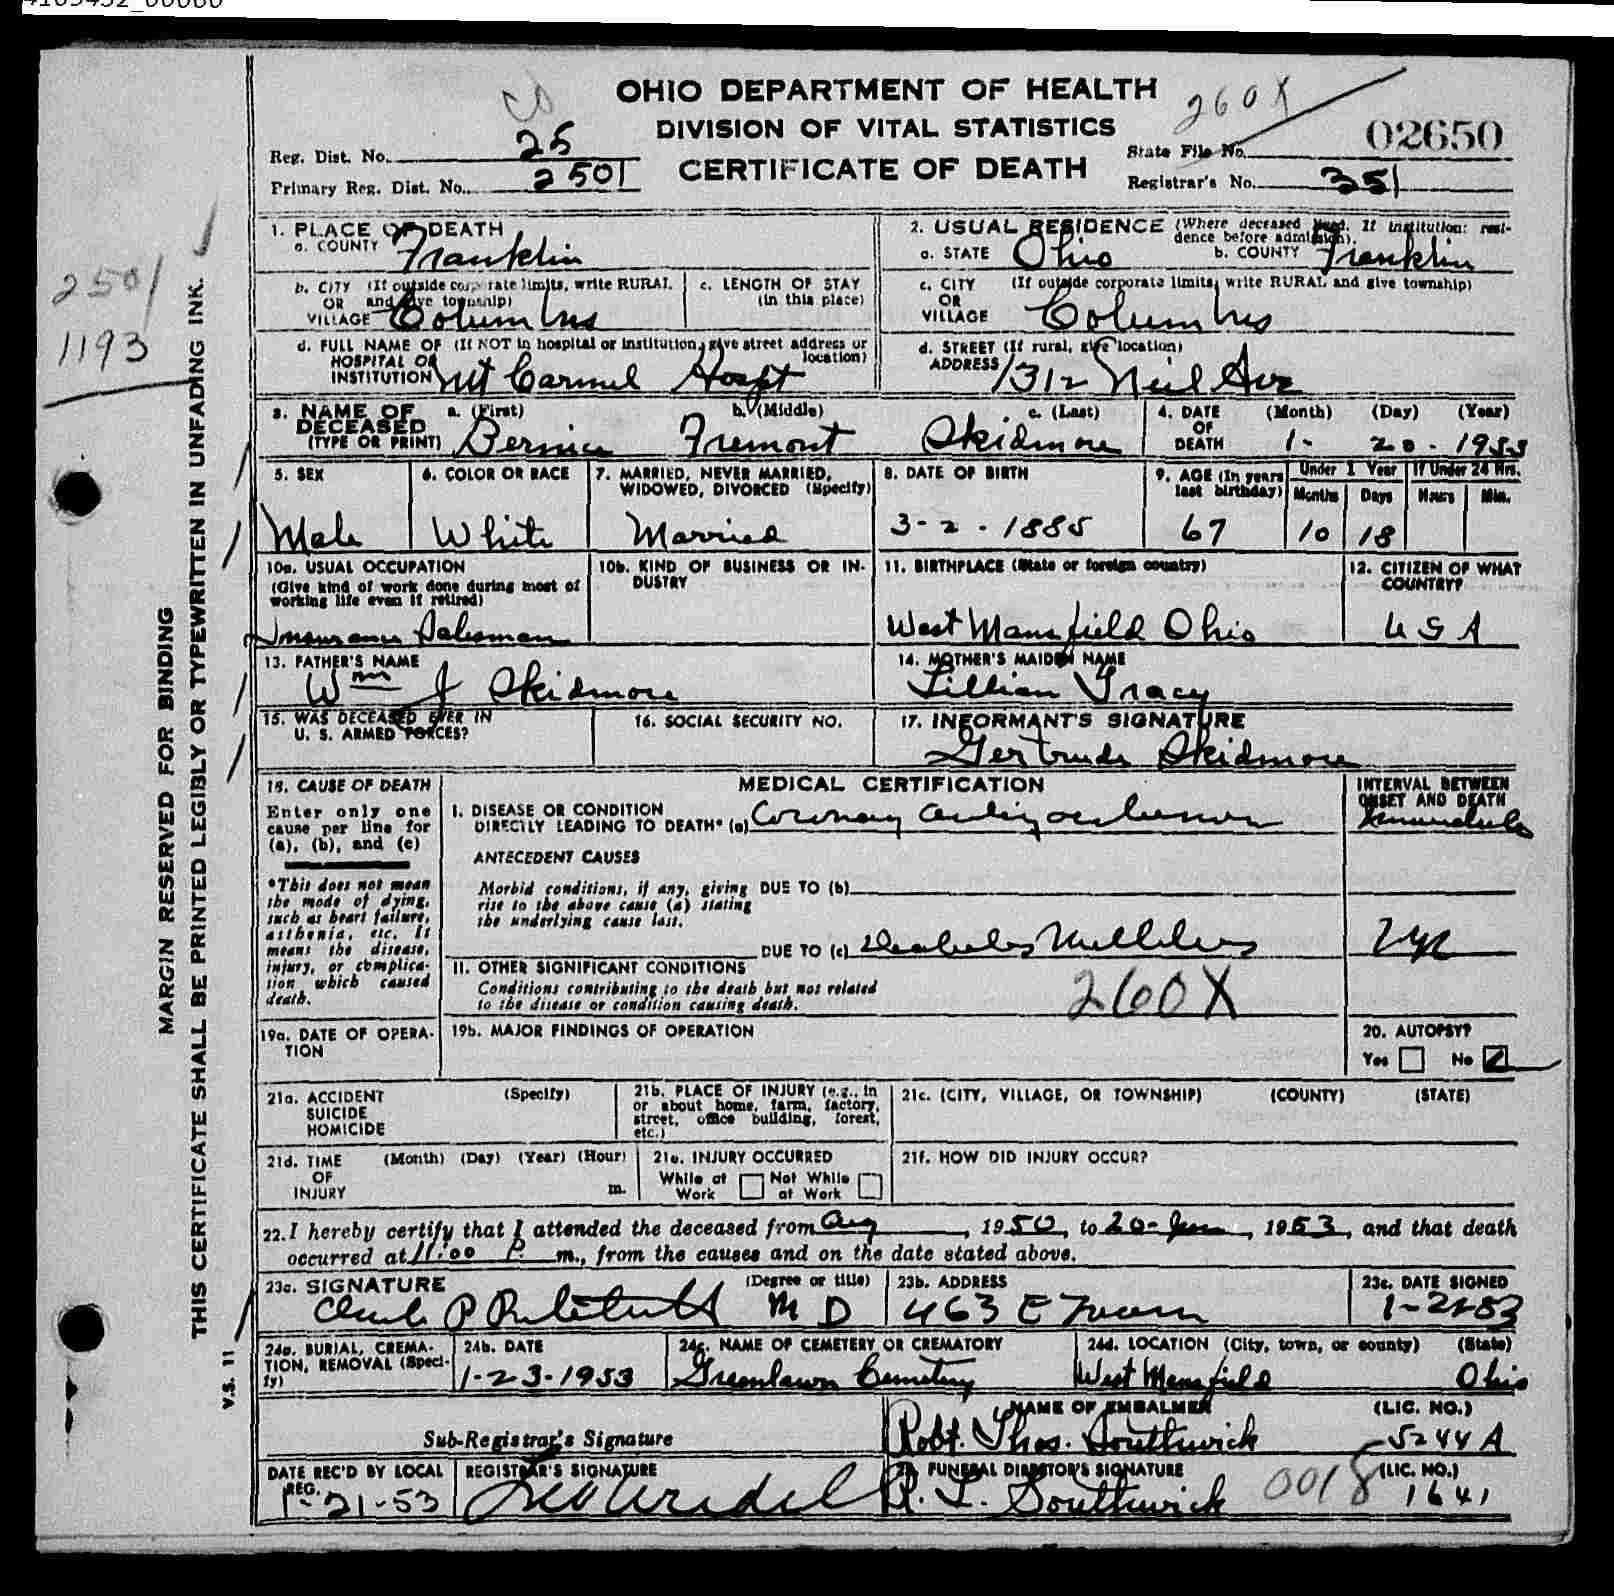 OHIO DEPARTMENT OF HEALTH
DIVISION OF VITAL STATISTICS
CERTIFICATE OF DEATH
260X
Reg. Dist. No. 25
Primary Reg. Dist. No. 2501
State File No. 02650
Registrar's No. 351
2501
1193
MARGIN RESERVED FOR BINDING
THIS CERTIFICATE SHALL BE PRINTED LEGIBLY OR TYPEWRITTEN IN UNFADING INK.
V.S. 11
1. PLACE OF DEATH
a. COUNTY Franklin
b. CITY (If outside corporate limits, write RURAL
OR and give township)
VILLAGE Columbus
c. LENGTH OF STAY
(in this place)
d. FULL NAME OF (If NOT in hospital or institution, give street address or
HOSPITAL OR location)
INSTITUTION Mt Carmel Hospt
2. USUAL RESIDENCE (Where deceased lived. If institution: resi-
dence before admission).
a. STATE Ohio b. COUNTY Franklin
c. CITY (If outside corporate limits, write RURAL and give township)
OR
VILLAGE Columbus
d. STREET (If rural, give location)
ADDRESS 1312 Neil Ave
3. NAME OF a. (First) b. (Middle) c. (Last)
DECEASED
(TYPE OR PRINT) Bernice Fremont Skidmore
4. DATE (Month) (Day) (Year)
OF
DEATH 1- 20- 1953
5. SEX
Male
6. COLOR OR RACE
White
7. MARRIED, NEVER MARRIED,
WIDOWED, DIVORCED (Specify)
Married
8. DATE OF BIRTH
3-2-1885
9. AGE (In years
last birthday)
67
Under 1 Year
Months Days
10 18
If Under 24 Hrs.
Hours Min.
10a. USUAL OCCUPATION
(Give kind of work done during most of
working life even if retired)
Insurance Salesman
10b. KIND OF BUSINESS OR IN-
DUSTRY
11. BIRTHPLACE (State or foreign country)
West Mansfield Ohio
12. CITIZEN OF WHAT
COUNTRY?
USA
13. FATHER'S NAME
Wm J Skidmore
14. MOTHER'S MAIDEN NAME
Lillian Tracy
15. WAS DECEASED EVER IN
U. S. ARMED FORCES?
16. SOCIAL SECURITY NO.
17. INFORMANT'S SIGNATURE
Gertrude Skidmore
18. CAUSE OF DEATH
Enter only one
cause per line for
(a), (b), and (c)
*This does not mean
the mode of dying,
such as heart failure,
asthenia, etc. It
means the disease,
injury, or complica-
tion which caused
death.
MEDICAL CERTIFICATION
I. DISEASE OR CONDITION
DIRECTLY LEADING TO DEATH* (a) Coronary
ANTECEDENT CAUSES
Morbid conditions, if any, giving DUE TO (b)
rise to the above cause (a) stating
the underlying cause last.
DUE TO (c) Diabetes Mellitus
II. OTHER SIGNIFICANT CONDITIONS
Conditions contributing to the death but not related
to the disease or condition causing death.
260X
INTERVAL BETWEEN
ONSET AND DEATH
Immediate
19a. DATE OF OPERA-
TION
19b. MAJOR FINDINGS OF OPERATION
20. AUTOPSY?
Yes No
21a. ACCIDENT (Specify)
SUICIDE
HOMICIDE
21b. PLACE OF INJURY (e.g., in
or about home, farm, factory,
street, office building, forest,
etc.)
21c. (CITY, VILLAGE, OR TOWNSHIP) (COUNTY) (STATE)
21d. TIME (Month) (Day) (Year) (Hour)
OF
INJURY m.
21e. INJURY OCCURRED
While at Not While
Work at Work
21f. HOW DID INJURY OCCUR?
22. I hereby certify that I attended the deceased from Aug, 1950, to 20-Jan, 1953, and that death
occurred at 11:00 P. m., from the causes and on the date stated above.
23a. SIGNATURE (Degree or title)
M D
23b. ADDRESS
463 E Town
23c. DATE SIGNED
24a. BURIAL, CREMA-
TION, REMOVAL (Speci-
fy)
24b. DATE
1-23-1953
24c. NAME OF CEMETERY OR CREMATORY
Greenlawn Cemetery
24d. LOCATION (City, town, or county) (State)
West Mansfield Ohio
Sub-Registrar's Signature
NAME OF EMBALMER (LIC. NO.)
Robt. Thos. Southwick 5244A
DATE REC'D BY LOCAL
REG.
1-21-53
REGISTRAR'S SIGNATURE
25. FUNERAL DIRECTOR'S SIGNATURE (LIC. NO.)
R. T. Southwick 0018 1641